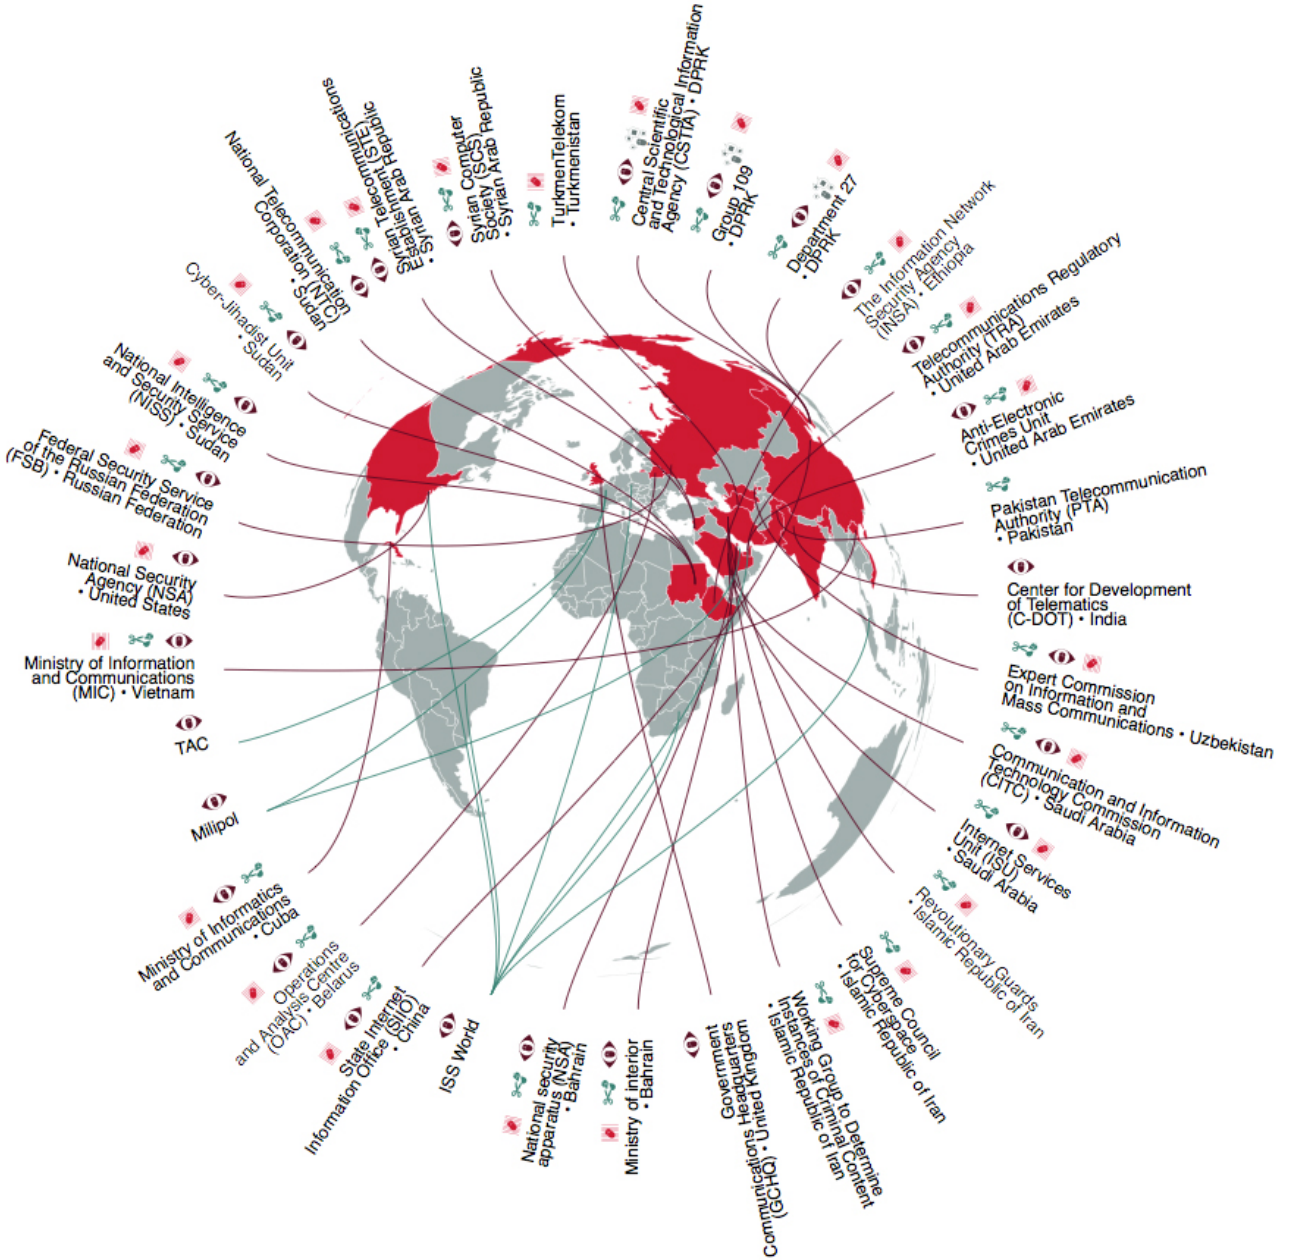 Central Scientific
and Technological Information
Agency (CSTIA) • DPRK
Group 109
• DPRK
Department 27
• DPRK
The Information Network
Security Agency
(INSA) • Ethiopia
Telecommunications Regulatory
Authority (TRA)
• United Arab Emirates
Anti-Electronic
Crimes Unit
• United Arab Emirates
Pakistan Telecommunication
Authority (PTA)
• Pakistan
Center for Development
of Telematics
(C-DOT) • India
Expert Commission
on Information and
Mass Communications • Uzbekistan
Communication and Information
Technology Commission
(CITC) • Saudi Arabia
Internet Services
Unit (ISU)
• Saudi Arabia
Revolutionary Guards
• Islamic Republic of Iran
Supreme Council
for Cyberspace
• Islamic Republic of Iran
Working Group to Determine
Instances of Criminal Content
• Islamic Republic of Iran
Government
Communications Headquarters
(GCHQ) • United Kingdom
Ministry of interior
• Bahrain
National security
apparatus (NSA)
• Bahrain
ISS World
State Internet
Information Office (SIIO)
• China
Operations
and Analysis Centre
(OAC) • Belarus
Ministry of Informatics
and Communications
• Cuba
Milipol
TAC
Ministry of Information
and Communications
(MIC) • Vietnam
National Security
Agency (NSA)
• United States
Federal Security Service
of the Russian Federation
(FSB) • Russian Federation
National Intelligence
and Security Service
(NISS) • Sudan
Cyber-Jihadist Unit
• Sudan
National Telecommunication
Corporation (NTC)
• Sudan
Syrian Telecommunications
Establishment (STE)
• Syrian Arab Republic
Syrian Computer
Society (SCS)
• Syrian Arab Republic
TurkmenTelekom
• Turkmenistan